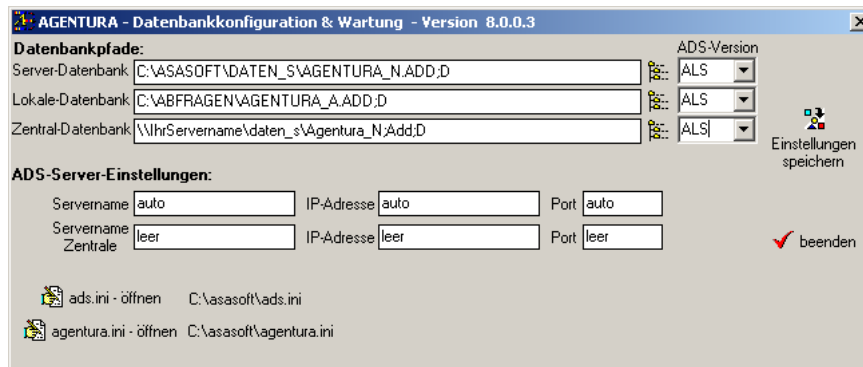 AGENTURA - Datenbankkonfiguration & Wartung - Version 8.0.0.3
Datenbankpfade: ADS-Version
Server-Datenbank C:\ASASOFT\DATEN_S\AGENTURA_N.ADD;D ALS
Lokale-Datenbank C:\ABFRAGEN\AGENTURA_A.ADD;D ALS
Zentral-Datenbank \\IhrServername\daten_s\Agentura_N;Add;D ALS
Einstellungen
speichern
ADS-Server-Einstellungen:
Servername auto IP-Adresse auto Port auto
Servername
Zentrale leer IP-Adresse leer Port leer
beenden
ads.ini - öffnen C:\asasoft\ads.ini
agentura.ini - öffnen C:\asasoft\agentura.ini